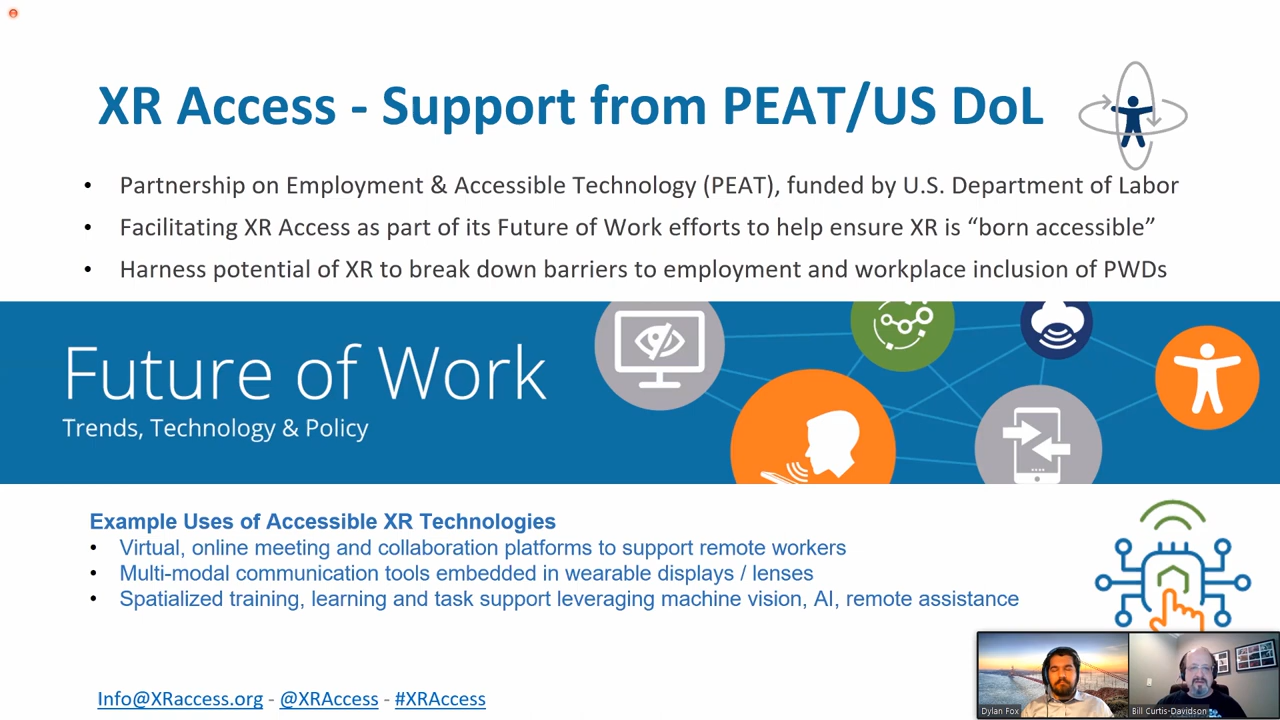 XR Access - Support from PEAT/US DoL
• Partnership on Employment & Accessible Technology (PEAT), funded by U.S. Department of Labor
• Facilitating XR Access as part of its Future of Work efforts to help ensure XR is “born accessible”
• Harness potential of XR to break down barriers to employment and workplace inclusion of PWDs
Future of Work
Trends, Technology & Policy
Example Uses of Accessible XR Technologies
• Virtual, online meeting and collaboration platforms to support remote workers
• Multi-modal communication tools embedded in wearable displays / lenses
• Spatialized training, learning and task support leveraging machine vision, AI, remote assistance
Info@XRaccess.org - @XRAccess - #XRAccess
Dylan Fox
Bill Curtis-Davidson